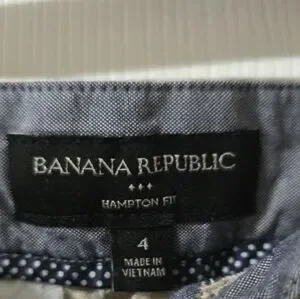 BANANA REPUBLIC
HAMPTON FIT
4
MADE IN
VIETNAM